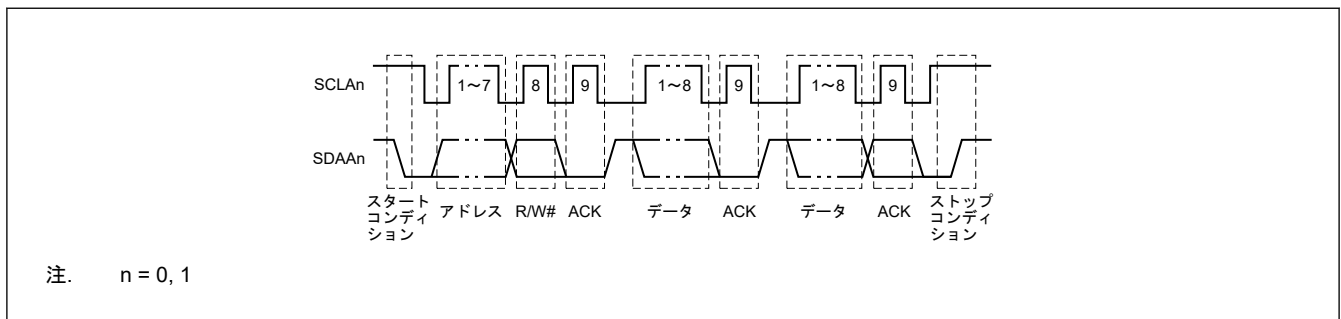 SCLAn
1~7
8
9
1~8
9
1~8
9
SDAAn
スタート
コンディ
ション
アドレス
R/W#
ACK
データ
ACK
データ
ACK
ストップ
コンディ
ション
注. n = 0, 1